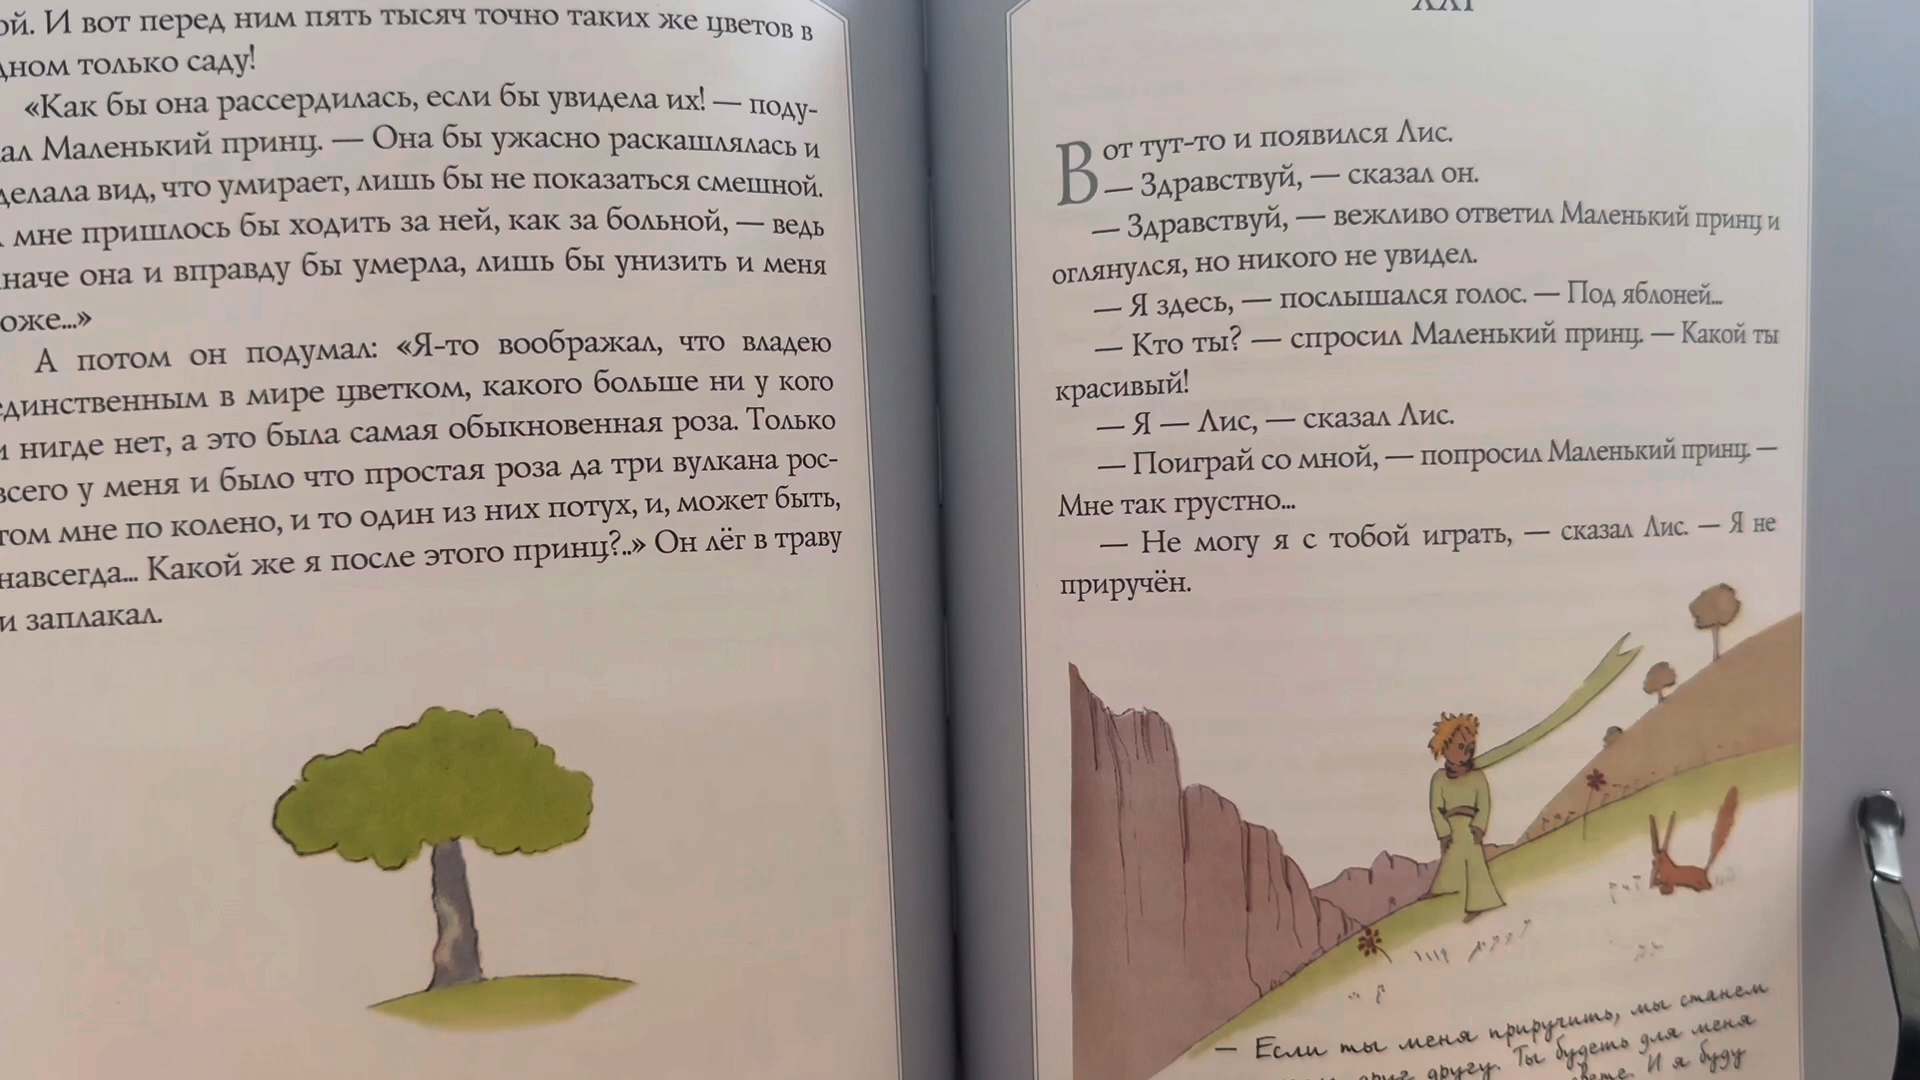 ой. И вот перед ним пять тысяч точно таких же цветов в
дном только саду!
«Как бы она рассердилась, если бы увидела их! — поду-
ал Маленький принц. — Она бы ужасно раскашлялась и
делала вид, что умирает, лишь бы не показаться смешной.
мне пришлось бы ходить за ней, как за больной, — ведь
наче она и вправду бы умерла, лишь бы унизить и меня
оже...»
А потом он подумал: «Я-то воображал, что владею
единственным в мире цветком, какого больше ни у кого
и нигде нет, а это была самая обыкновенная роза. Только
всего у меня и было что простая роза да три вулкана рос-
том мне по колено, и то один из них потух, и, может быть,
навсегда... Какой же я после этого принц?..» Он лёг в траву
и заплакал.
XXI
Вот тут-то и появился Лис.
— Здравствуй, — сказал он.
— Здравствуй, — вежливо ответил Маленький принц и
оглянулся, но никого не увидел.
— Я здесь, — послышался голос. — Под яблоней...
— Кто ты? — спросил Маленький принц. — Какой ты
красивый!
— Я — Лис, — сказал Лис.
— Поиграй со мной, — попросил Маленький принц. —
Мне так грустно...
— Не могу я с тобой играть, — сказал Лис. — Я не
приручён.
— Если ты меня приручить, мы станем
друг другу. Ты будешь для меня
свете. И я буду